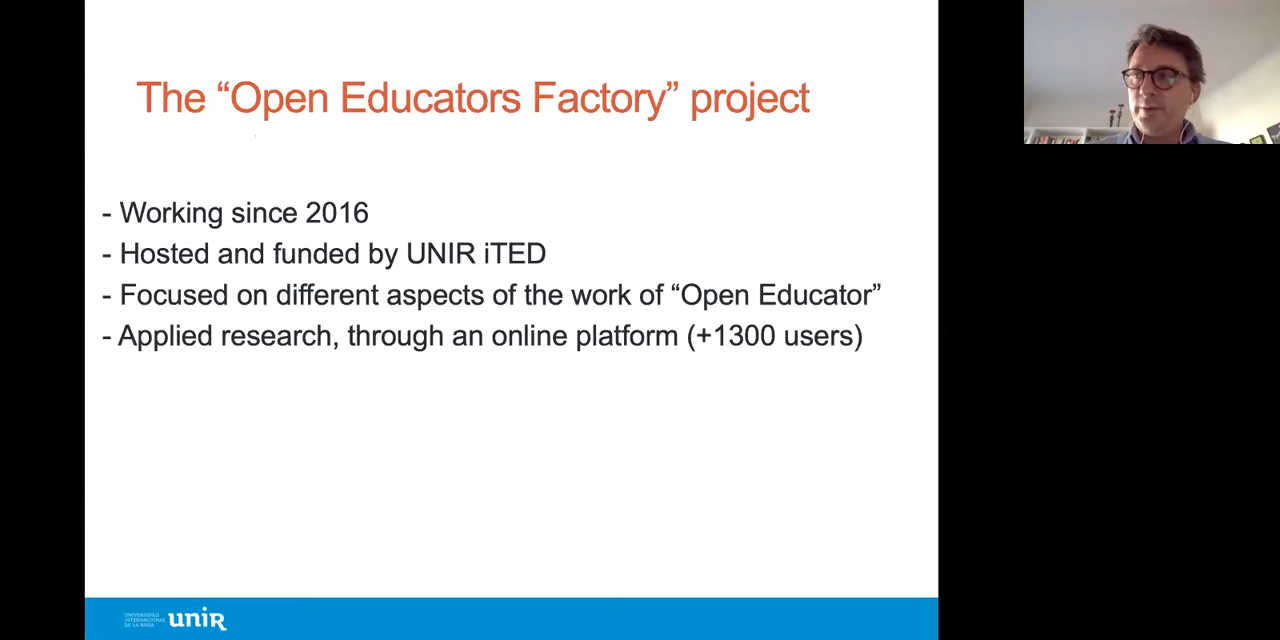 The “Open Educators Factory” project
- Working since 2016
- Hosted and funded by UNIR iTED
- Focused on different aspects of the work of “Open Educator”
- Applied research, through an online platform (+1300 users)
UNIVERSIDAD
INTERNACIONAL
DE LA RIOJA
unir